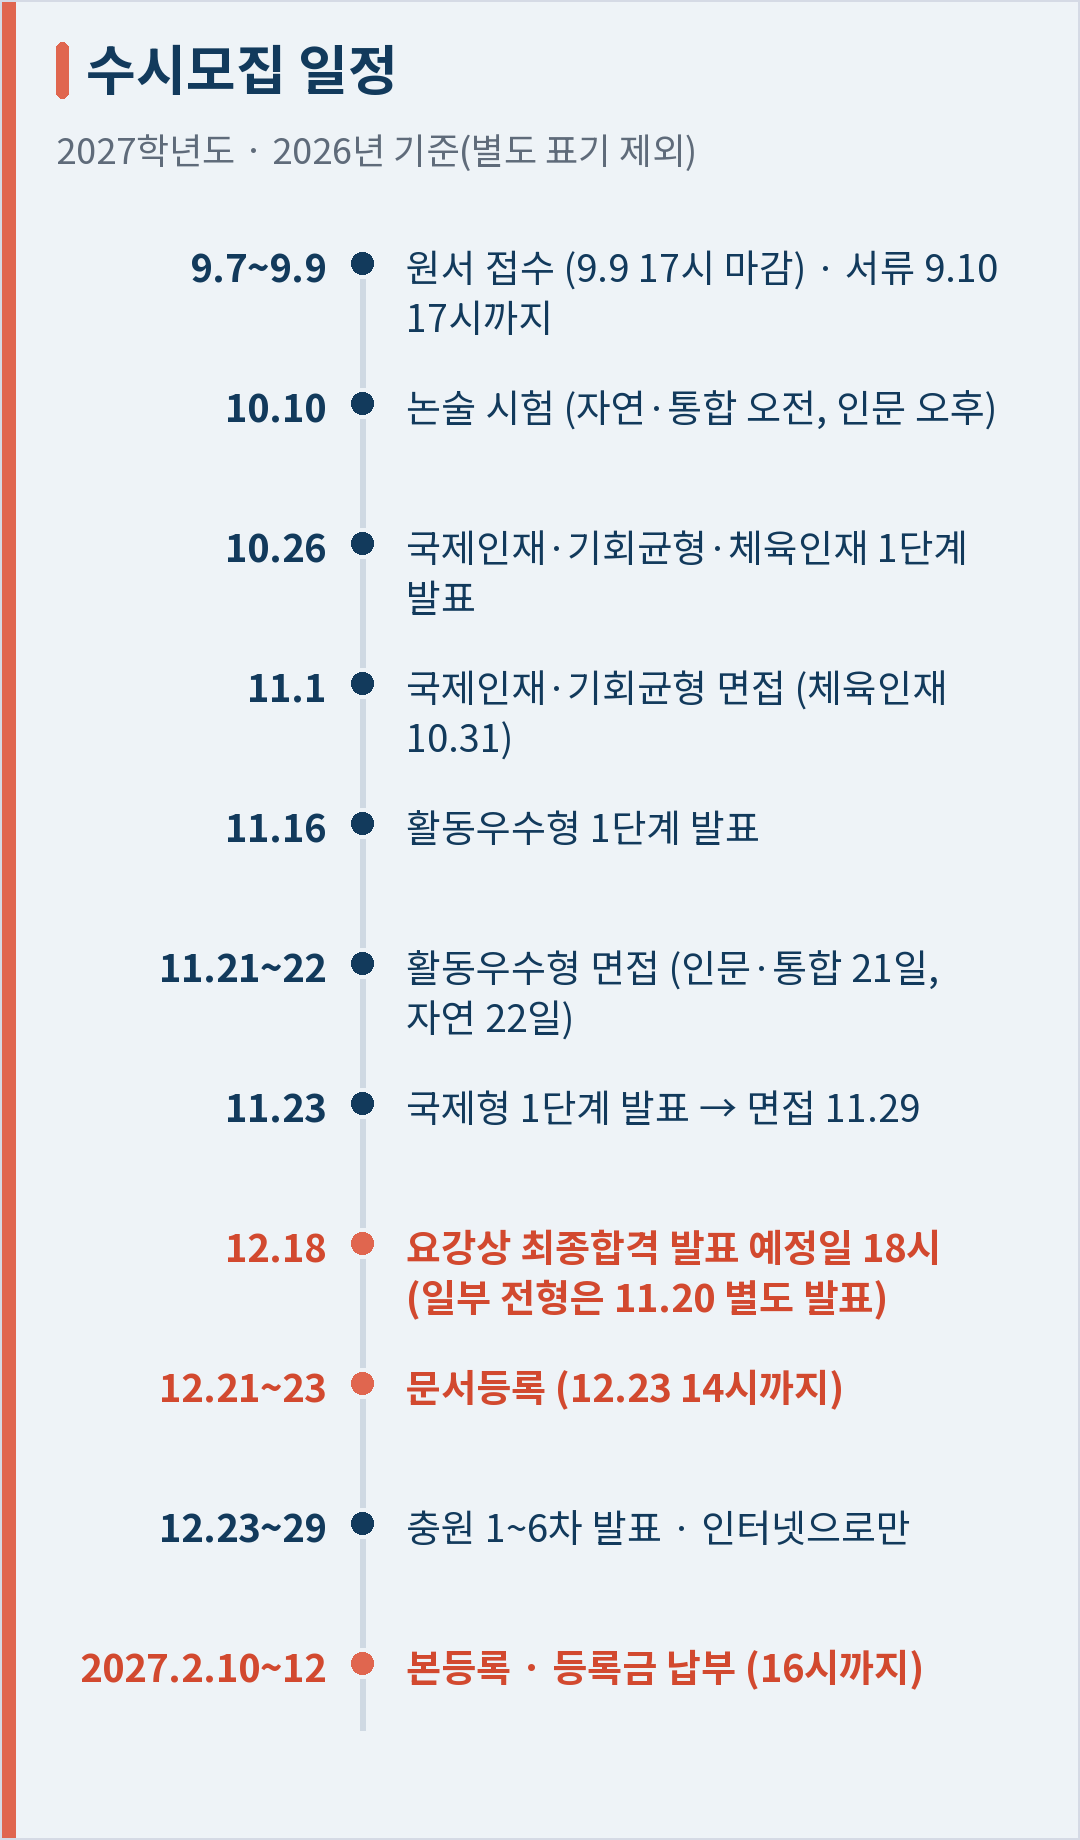 수시모집 일정
2027학년도 · 2026년 기준(별도 표기 제외)
9.7~9.9
원서 접수 (9.9 17시 마감) · 서류 9.10
17시까지
10.10
논술 시험 (자연·통합 오전, 인문 오후)
10.26
국제인재·기회균형·체육인재 1단계
발표
11.1
국제인재·기회균형 면접 (체육인재
10.31)
11.16
활동우수형 1단계 발표
11.21~22
활동우수형 면접 (인문·통합 21일,
자연 22일)
11.23
국제형 1단계 발표 → 면접 11.29
12.18
요강상 최종합격 발표 예정일 18시
(일부 전형은 11.20 별도 발표)
12.21~23
문서등록 (12.23 14시까지)
12.23~29
충원 1~6차 발표 · 인터넷으로만
2027.2.10~12
본등록 · 등록금 납부 (16시까지)